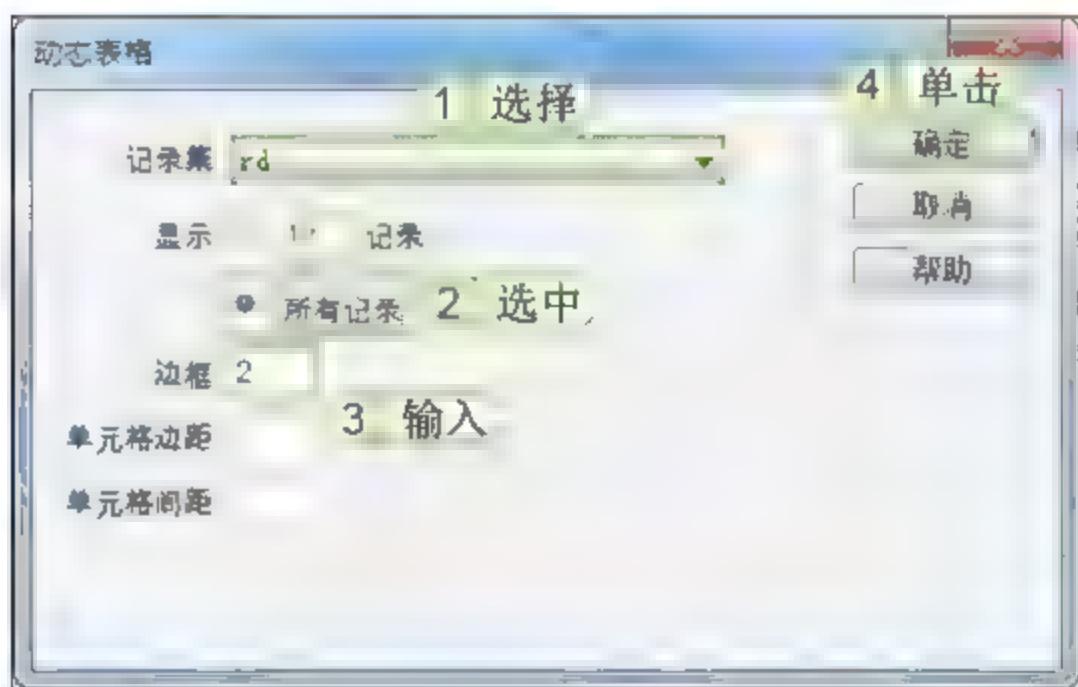 动态表格
1 选择
4 单击
记录集 rd
确定
显示 记录
取消
所有记录 2 选中
帮助
边框 2
3 输入
单元格边距
单元格间距